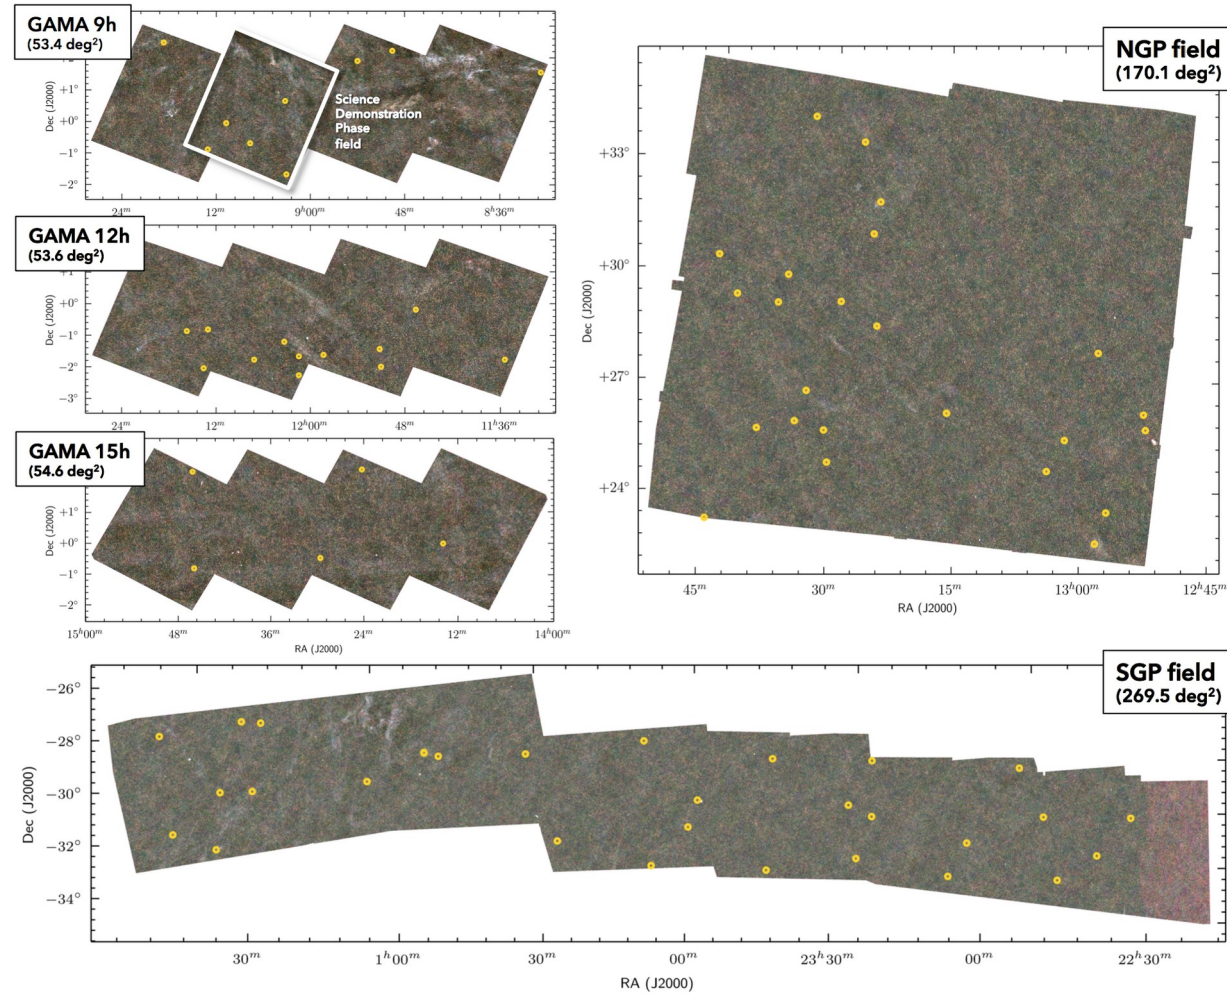 GAMA 9h
(53.4 deg²)
+1°
+0°
−1°
−2°
Dec (J2000)
Science
Demonstration
Phase
field
24ᵐ
12ᵐ
9ʰ00ᵐ
48ᵐ
8ʰ36ᵐ
GAMA 12h
(53.6 deg²)
+1°
+0°
−1°
−2°
−3°
Dec (J2000)
24ᵐ
12ᵐ
12ʰ00ᵐ
48ᵐ
11ʰ36ᵐ
GAMA 15h
(54.6 deg²)
+1°
+0°
−1°
−2°
Dec (J2000)
15ʰ00ᵐ
48ᵐ
36ᵐ
24ᵐ
12ᵐ
14ʰ00ᵐ
RA (J2000)
NGP field
(170.1 deg²)
+33°
+30°
+27°
+24°
Dec (J2000)
45ᵐ
30ᵐ
15ᵐ
13ʰ00ᵐ
12ʰ45ᵐ
RA (J2000)
SGP field
(269.5 deg²)
−26°
−28°
−30°
−32°
−34°
Dec (J2000)
30ᵐ
1ʰ00ᵐ
30ᵐ
00ᵐ
23ʰ30ᵐ
00ᵐ
22ʰ30ᵐ
RA (J2000)